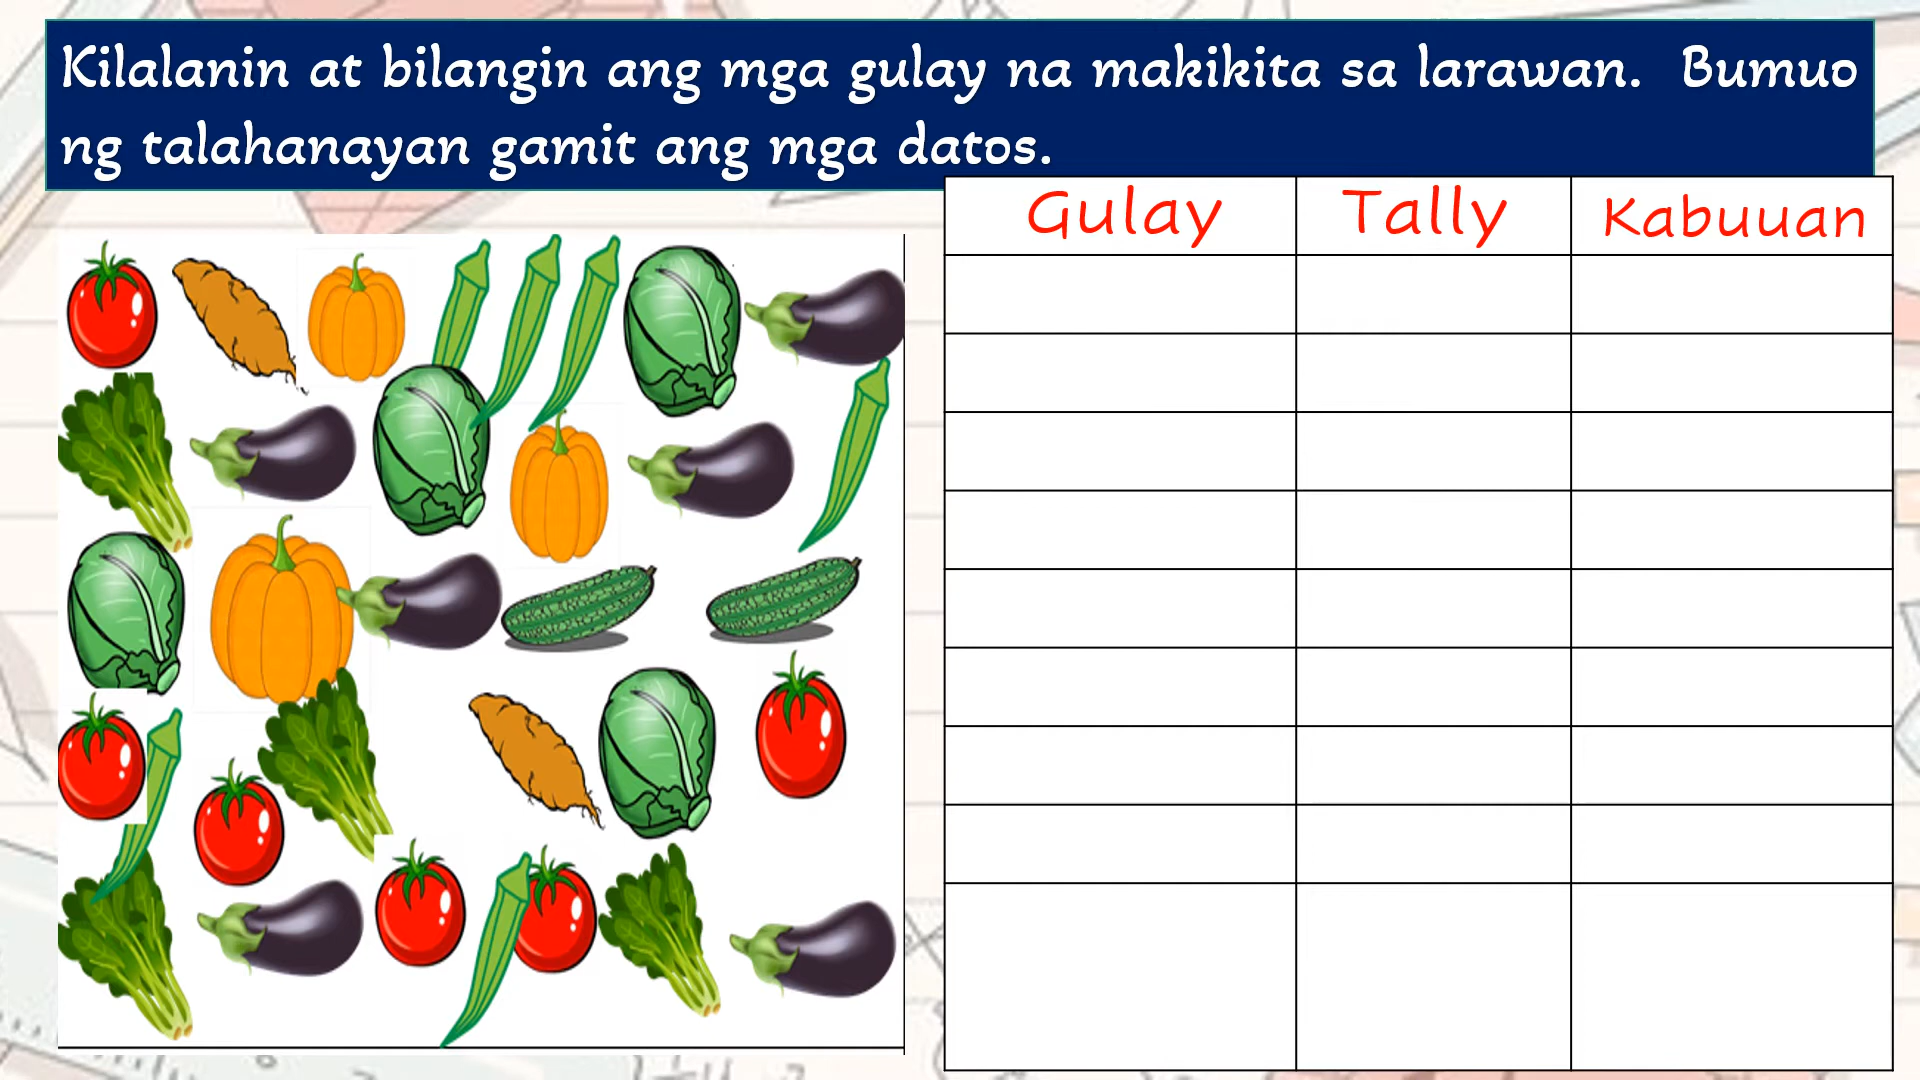 Kilalanin at bilangin ang mga gulay na makikita sa larawan. Bumuo
ng talahanayan gamit ang mga datos.
Gulay Tally Kabuuan